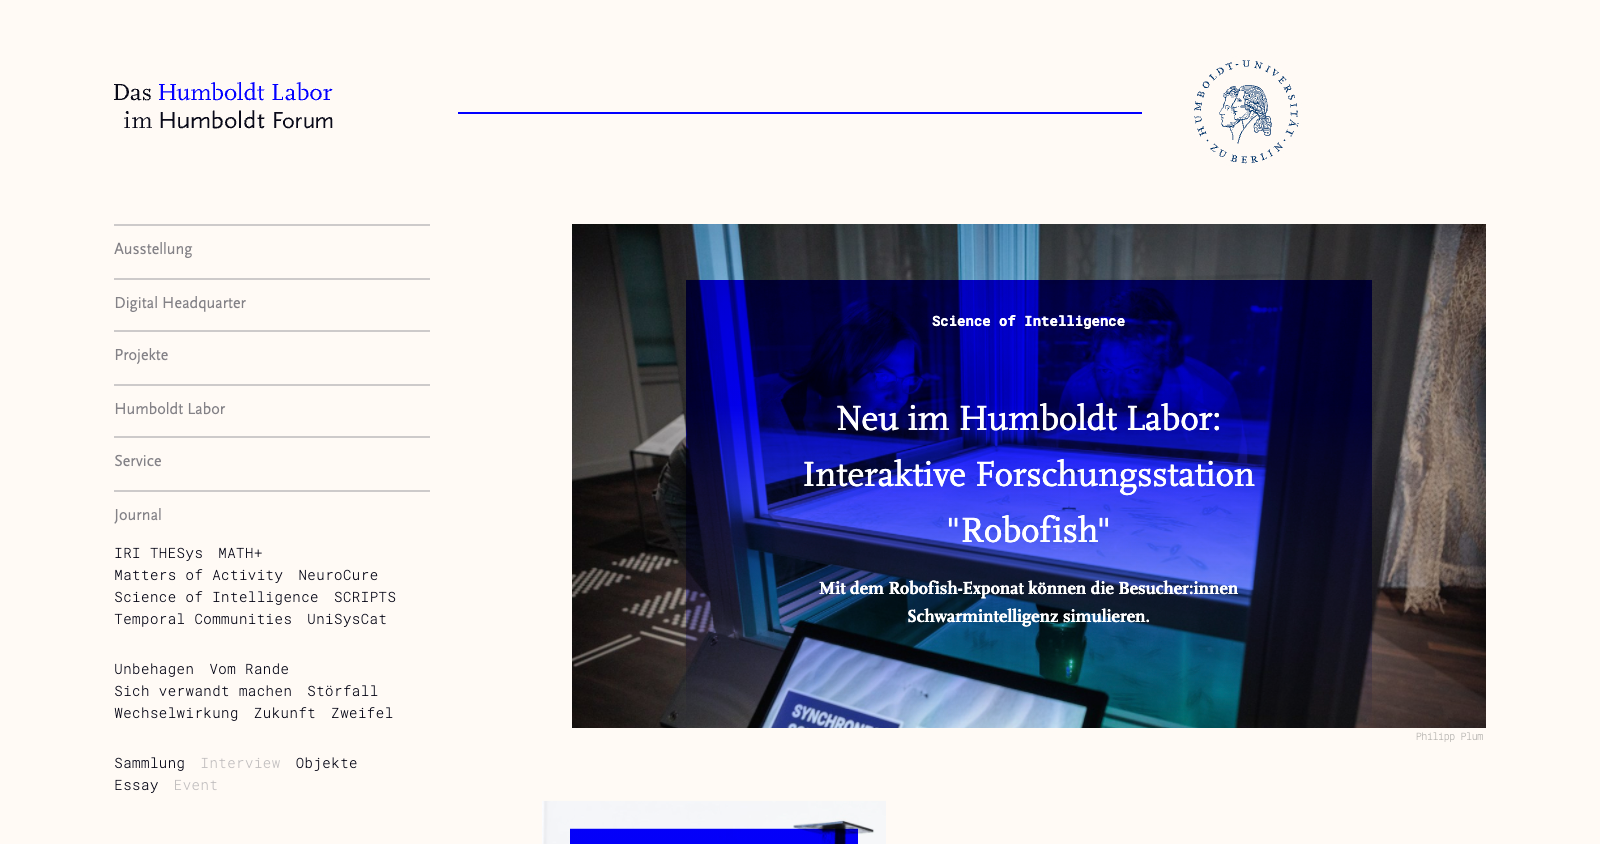 Das Humboldt Labor
im Humboldt Forum
HUMBOLDT-UNIVERSITÄT
ZU BERLIN
Ausstellung
Digital Headquarter
Projekte
Humboldt Labor
Service
Journal
IRI THESys MATH+
Matters of Activity NeuroCure
Science of Intelligence SCRIPTS
Temporal Communities UniSysCat
Unbehagen Vom Rande
Sich verwandt machen Störfall
Wechselwirkung Zukunft Zweifel
Sammlung Interview Objekte
Essay Event
Science of Intelligence
Neu im Humboldt Labor:
Interaktive Forschungsstation
"Robofish"
Mit dem Robofish-Exponat können die Besucher:innen
Schwarmintelligenz simulieren.
Philipp Plum